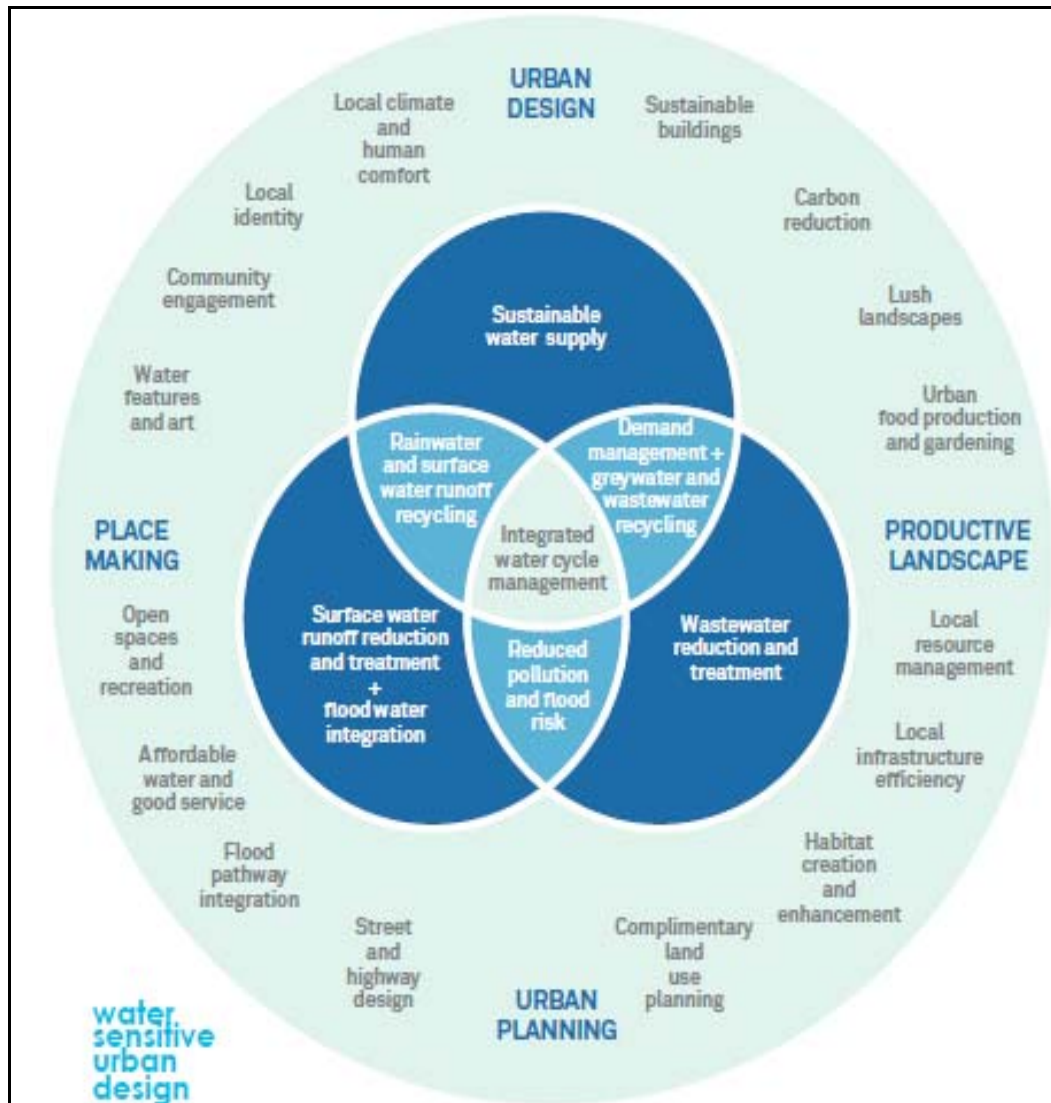 URBAN
DESIGN
Local climate
and
human
comfort
Sustainable
buildings
Local
identity
Carbon
reduction
Community
engagement
Lush
landscapes
Sustainable
water supply
Water
features
and art
Urban
food production
and gardening
Rainwater
and surface
water runoff
recycling
Demand
management +
greywater and
wastewater
recycling
PLACE
MAKING
Integrated
water cycle
management
PRODUCTIVE
LANDSCAPE
Open
spaces
and
recreation
Surface water
runoff reduction
and treatment
+
flood water
integration
Reduced
pollution
and flood
risk
Wastewater
reduction and
treatment
Local
resource
management
Affordable
water and
good service
Local
infrastructure
efficiency
Flood
pathway
integration
Habitat
creation
and
enhancement
Street
and
highway
design
Complimentary
land
use
planning
URBAN
PLANNING
water
sensitive
urban
design